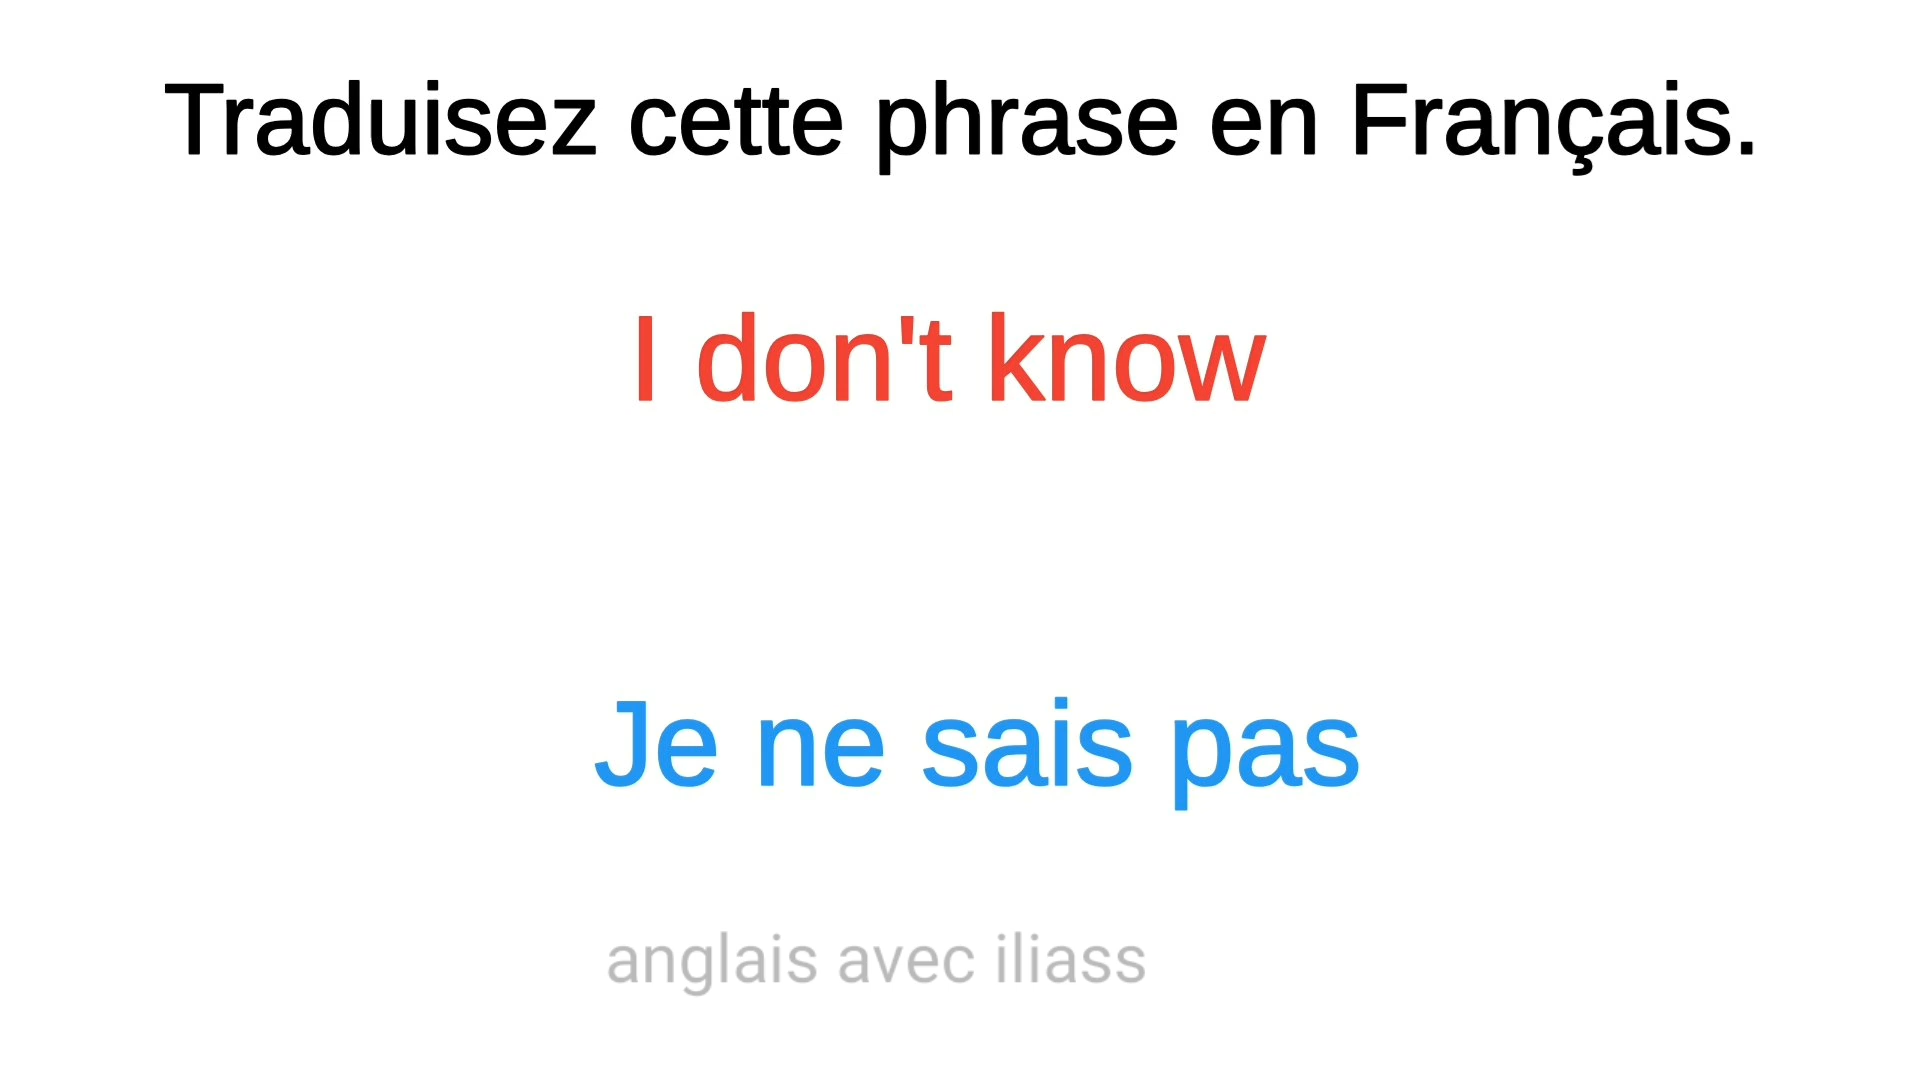 Traduisez cette phrase en Français.
I don't know
Je ne sais pas
anglais avec iliass